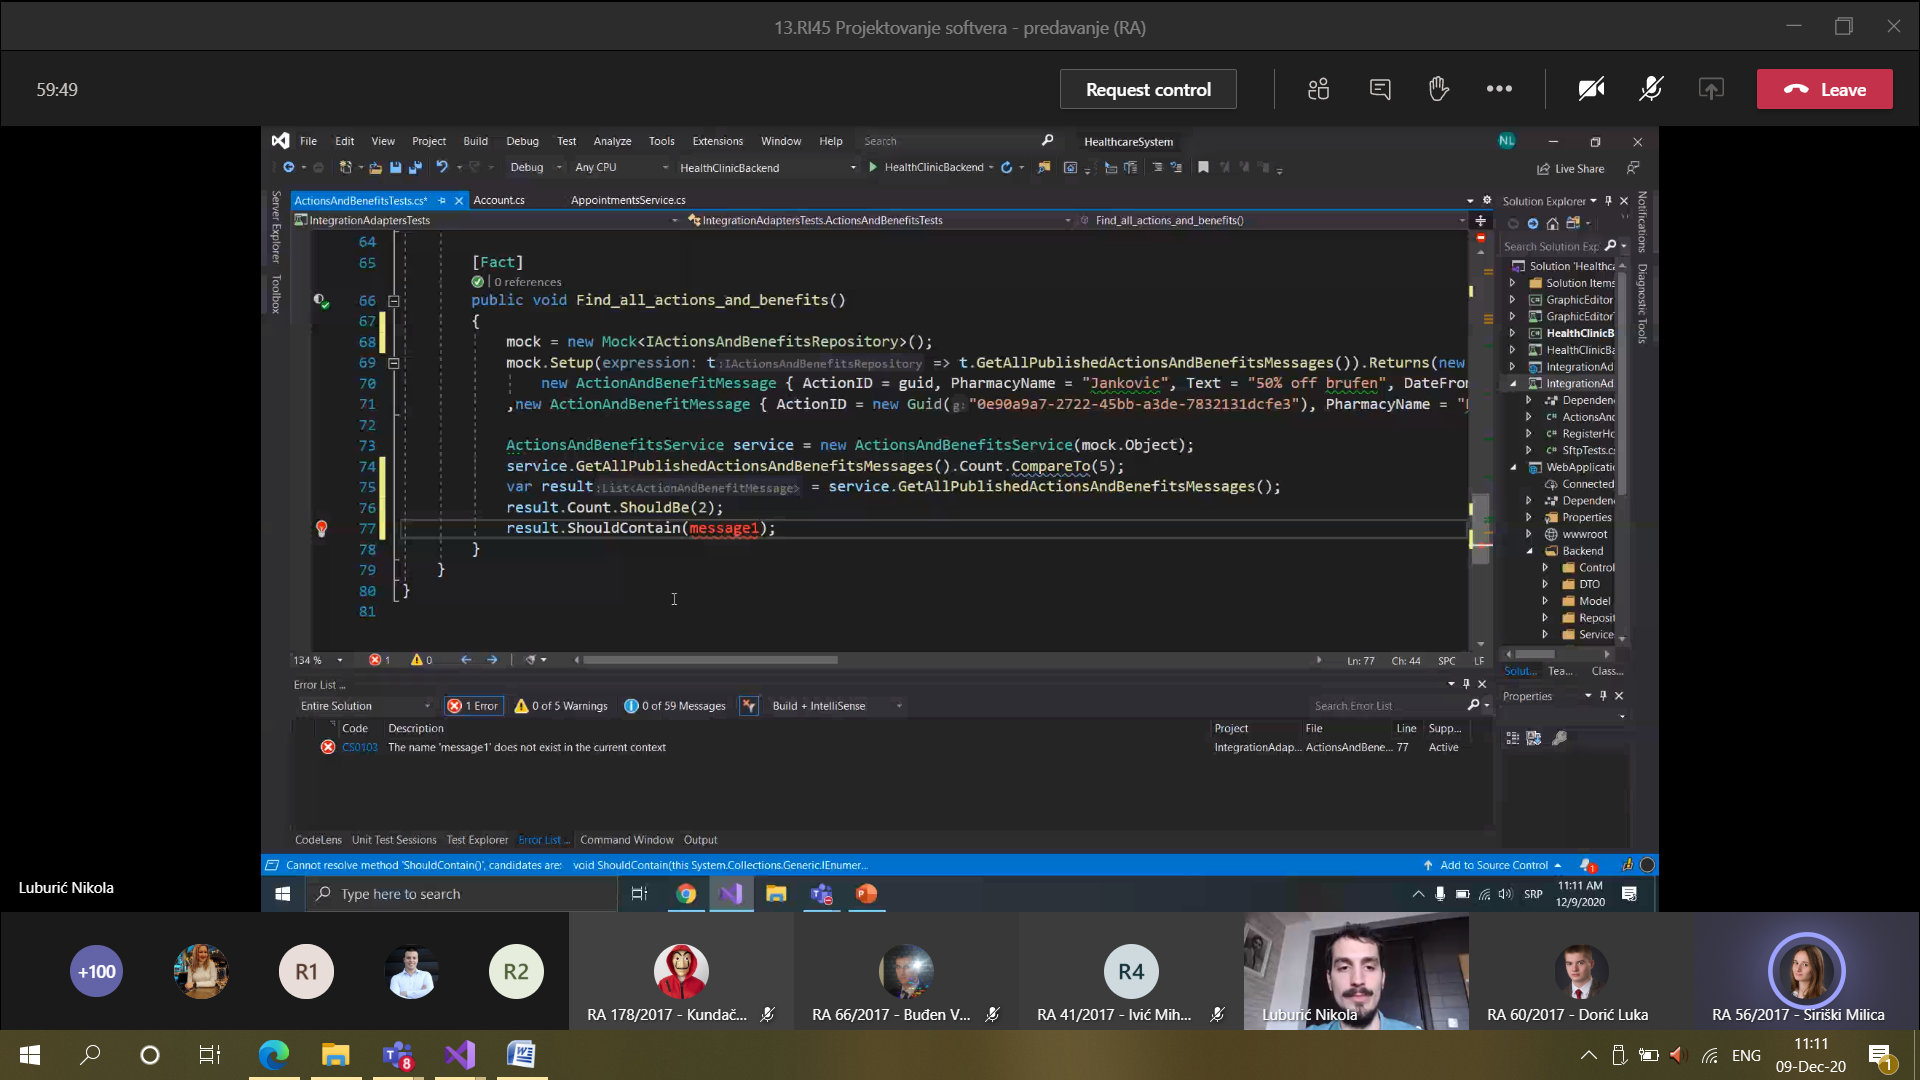 13.RI45 Projektovanje softvera - predavanje (RA)
59:49
Request control
Leave
File Edit View Project Build Debug Test Analyze Tools Extensions Window Help Search HealthcareSystem NL
Debug Any CPU HealthClinicBackend HealthClinicBackend Live Share
Server Explorer
Toolbox
ActionsAndBenefitsTests.cs* Account.cs AppointmentsService.cs
IntegrationAdaptersTests IntegrationAdaptersTests.ActionsAndBenefitsTests Find_all_actions_and_benefits()
64
65 [Fact]
0 references
66 public void Find_all_actions_and_benefits()
67 {
68 mock = new Mock<IActionsAndBenefitsRepository>();
69 mock.Setup(expression: t :IActionsAndBenefitsRepository => t.GetAllPublishedActionsAndBenefitsMessages()).Returns(new
70 new ActionAndBenefitMessage { ActionID = guid, PharmacyName = "Jankovic", Text = "50% off brufen", DateFrom
71 ,new ActionAndBenefitMessage { ActionID = new Guid(g:"0e90a9a7-2722-45bb-a3de-7832131dcfe3"), PharmacyName = "
72
73 ActionsAndBenefitsService service = new ActionsAndBenefitsService(mock.Object);
74 service.GetAllPublishedActionsAndBenefitsMessages().Count.CompareTo(5);
75 var result :List<ActionAndBenefitMessage> = service.GetAllPublishedActionsAndBenefitsMessages();
76 result.Count.ShouldBe(2);
77 result.ShouldContain(message1);
78 }
79 }
80 }
81
134 % 1 0 Ln: 77 Ch: 44 SPC LF
Solution Explorer
Search Solution Exp
Solution 'Healthca
Solution Items
GraphicEditor
GraphicEditorT
HealthClinicB
HealthClinicBa
IntegrationAd
IntegrationAd
Dependen
ActionsAnd
RegisterHo
SftpTests.cs
WebApplicatio
Connected
Dependen
Properties
wwwroot
Backend
Control
DTO
Model
Reposit
Service
Solut... Tea... Class...
Properties
Notifications
Diagnostic Tools
Error List ...
Entire Solution 1 Error 0 of 5 Warnings 0 of 59 Messages Build + IntelliSense Search Error List
Code Description Project File Line Supp...
CS0103 The name 'message1' does not exist in the current context IntegrationAdap... ActionsAndBene... 77 Active
CodeLens Unit Test Sessions Test Explorer Error List ... Command Window Output
Cannot resolve method 'ShouldContain()', candidates are: void ShouldContain(this System.Collections.Generic.IEnumer... Add to Source Control 1
Luburić Nikola
Type here to search SRP 11:11 AM
12/9/2020
+100 R1 R2 R4
RA 178/2017 - Kundač... RA 66/2017 - Buđen V... RA 41/2017 - Ivić Mih... Luburić Nikola RA 60/2017 - Dorić Luka RA 56/2017 - Siriški Milica
8 ENG 11:11
09-Dec-20 1